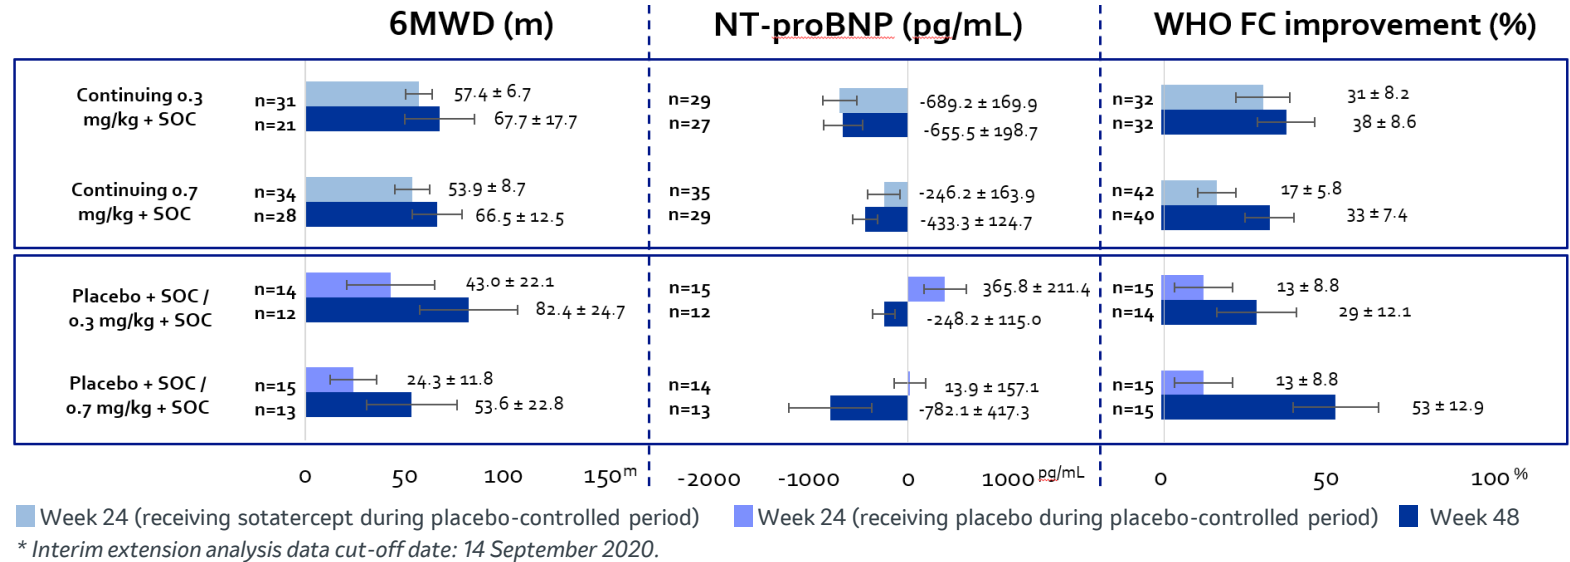 6MWD (m)
NT-proBNP (pg/mL)
WHO FC improvement (%)
Continuing 0.3
mg/kg + SOC
n=31
57.4 ± 6.7
n=21
67.7 ± 17.7
n=29
-689.2 ± 169.9
n=27
-655.5 ± 198.7
n=32
31 ± 8.2
n=32
38 ± 8.6
Continuing 0.7
mg/kg + SOC
n=34
53.9 ± 8.7
n=28
66.5 ± 12.5
n=35
-246.2 ± 163.9
n=29
-433.3 ± 124.7
n=42
17 ± 5.8
n=40
33 ± 7.4
Placebo + SOC /
0.3 mg/kg + SOC
n=14
43.0 ± 22.1
n=12
82.4 ± 24.7
n=15
365.8 ± 211.4
n=12
-248.2 ± 115.0
n=15
13 ± 8.8
n=14
29 ± 12.1
Placebo + SOC /
0.7 mg/kg + SOC
n=15
24.3 ± 11.8
n=13
53.6 ± 22.8
n=14
13.9 ± 157.1
n=13
-782.1 ± 417.3
n=15
13 ± 8.8
n=15
53 ± 12.9
0 50 100 150 m
-2000 -1000 0 1000 pg/mL
0 50 100 %
Week 24 (receiving sotatercept during placebo-controlled period)
Week 24 (receiving placebo during placebo-controlled period)
Week 48
* Interim extension analysis data cut-off date: 14 September 2020.